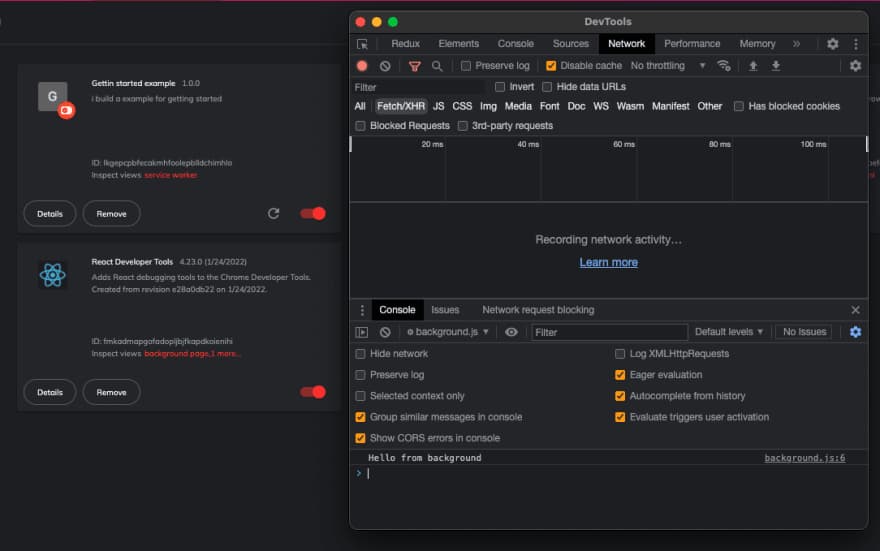 DevTools
Redux Elements Console Sources Network Performance Memory »
Preserve log Disable cache No throttling
Filter Invert Hide data URLs
All Fetch/XHR JS CSS Img Media Font Doc WS Wasm Manifest Other Has blocked cookies
Blocked Requests 3rd-party requests
20 ms 40 ms 60 ms 80 ms 100 ms
Recording network activity…
Learn more
Console Issues Network request blocking
background.js Filter Default levels No Issues
Hide network Log XMLHttpRequests
Preserve log Eager evaluation
Selected context only Autocomplete from history
Group similar messages in console Evaluate triggers user activation
Show CORS errors in console
Hello from background background.js:6
G
Gettin started example 1.0.0
i build a example for getting started
ID: lkgepcpbfecakmhfoolepblldchimhlo
Inspect views service worker
Details Remove
React Developer Tools 4.23.0 (1/24/2022)
Adds React debugging tools to the Chrome Developer Tools.
Created from revision e28a0db22 on 1/24/2022.
ID: fmkadmapgofadopljbjfkapdkoienihi
Inspect views background page,1 more...
Details Remove